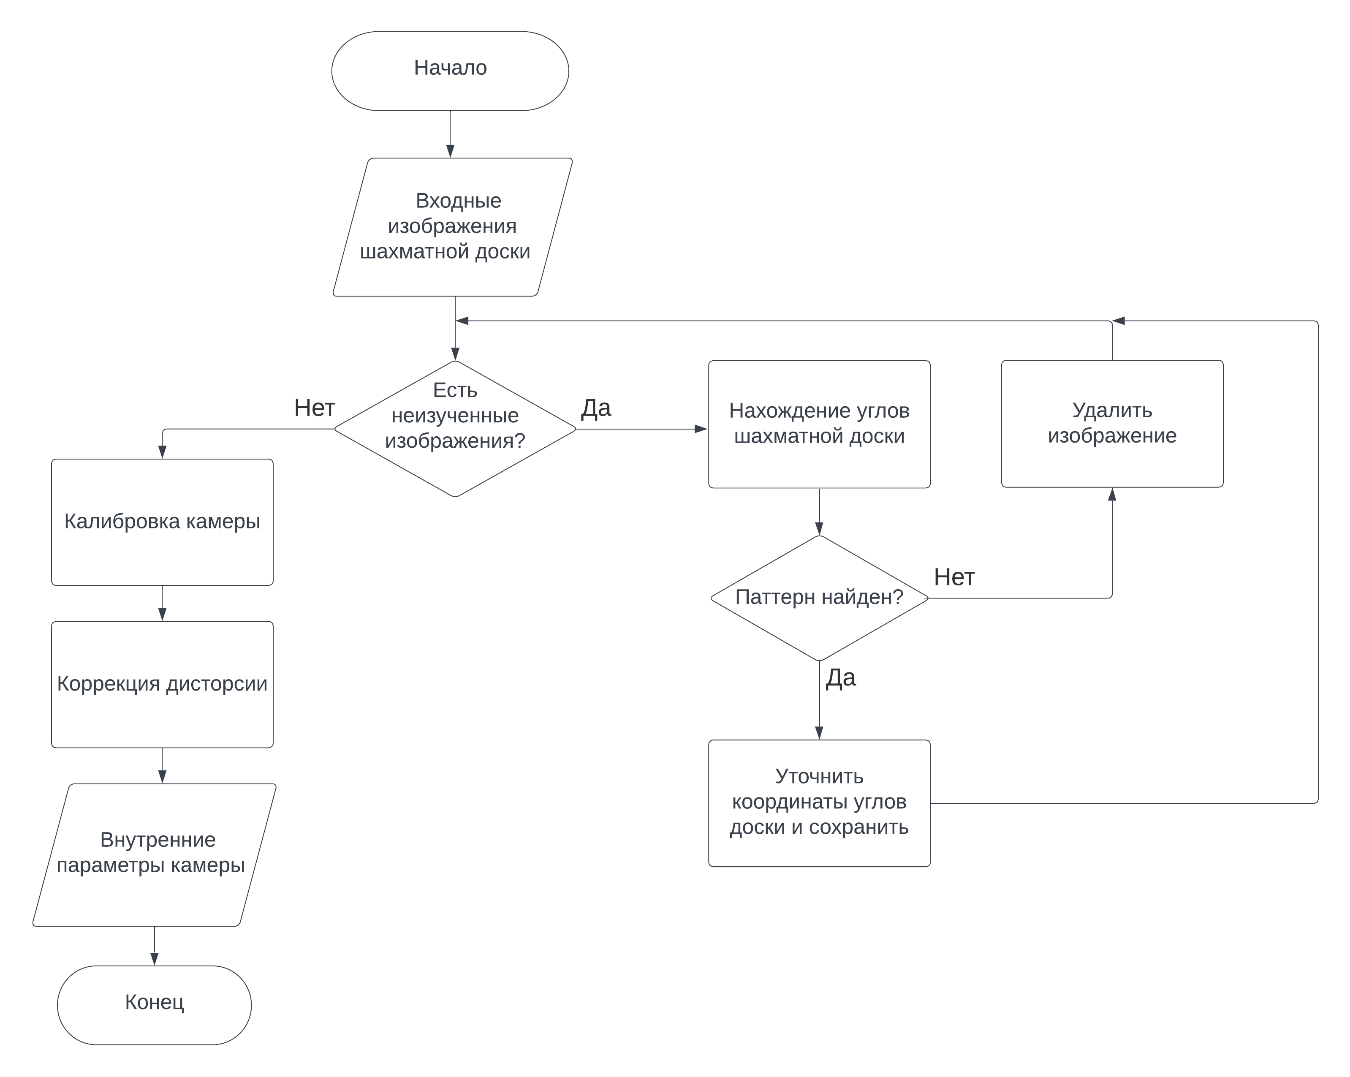 Начало
Входные
изображения
шахматной доски
Есть
неизученные
изображения?
Нет
Да
Нахождение углов
шахматной доски
Удалить
изображение
Калибровка камеры
Паттерн найден?
Нет
Да
Коррекция дисторсии
Уточнить
координаты углов
доски и сохранить
Внутренние
параметры камеры
Конец